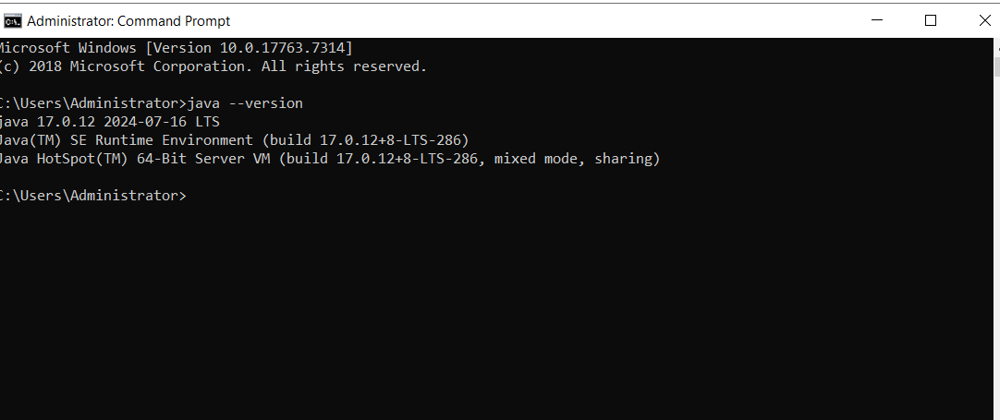 Administrator: Command Prompt
Microsoft Windows [Version 10.0.17763.7314]
(c) 2018 Microsoft Corporation. All rights reserved.
C:\Users\Administrator>java --version
java 17.0.12 2024-07-16 LTS
Java(TM) SE Runtime Environment (build 17.0.12+8-LTS-286)
Java HotSpot(TM) 64-Bit Server VM (build 17.0.12+8-LTS-286, mixed mode, sharing)
C:\Users\Administrator>